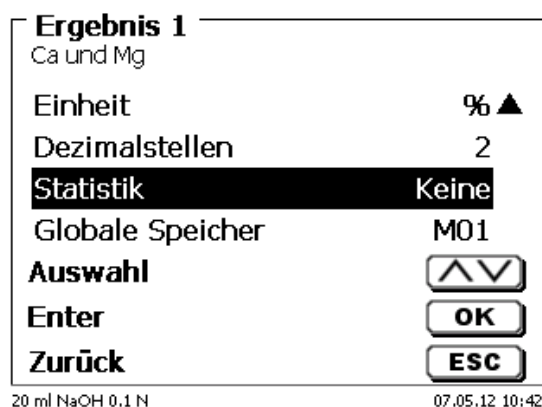 Ergebnis 1
Ca und Mg
Einheit % ▲
Dezimalstellen 2
Statistik Keine
Globale Speicher M01
Auswahl
Enter OK
Zurück ESC
20 ml NaOH 0.1 N 07.05.12 10:42